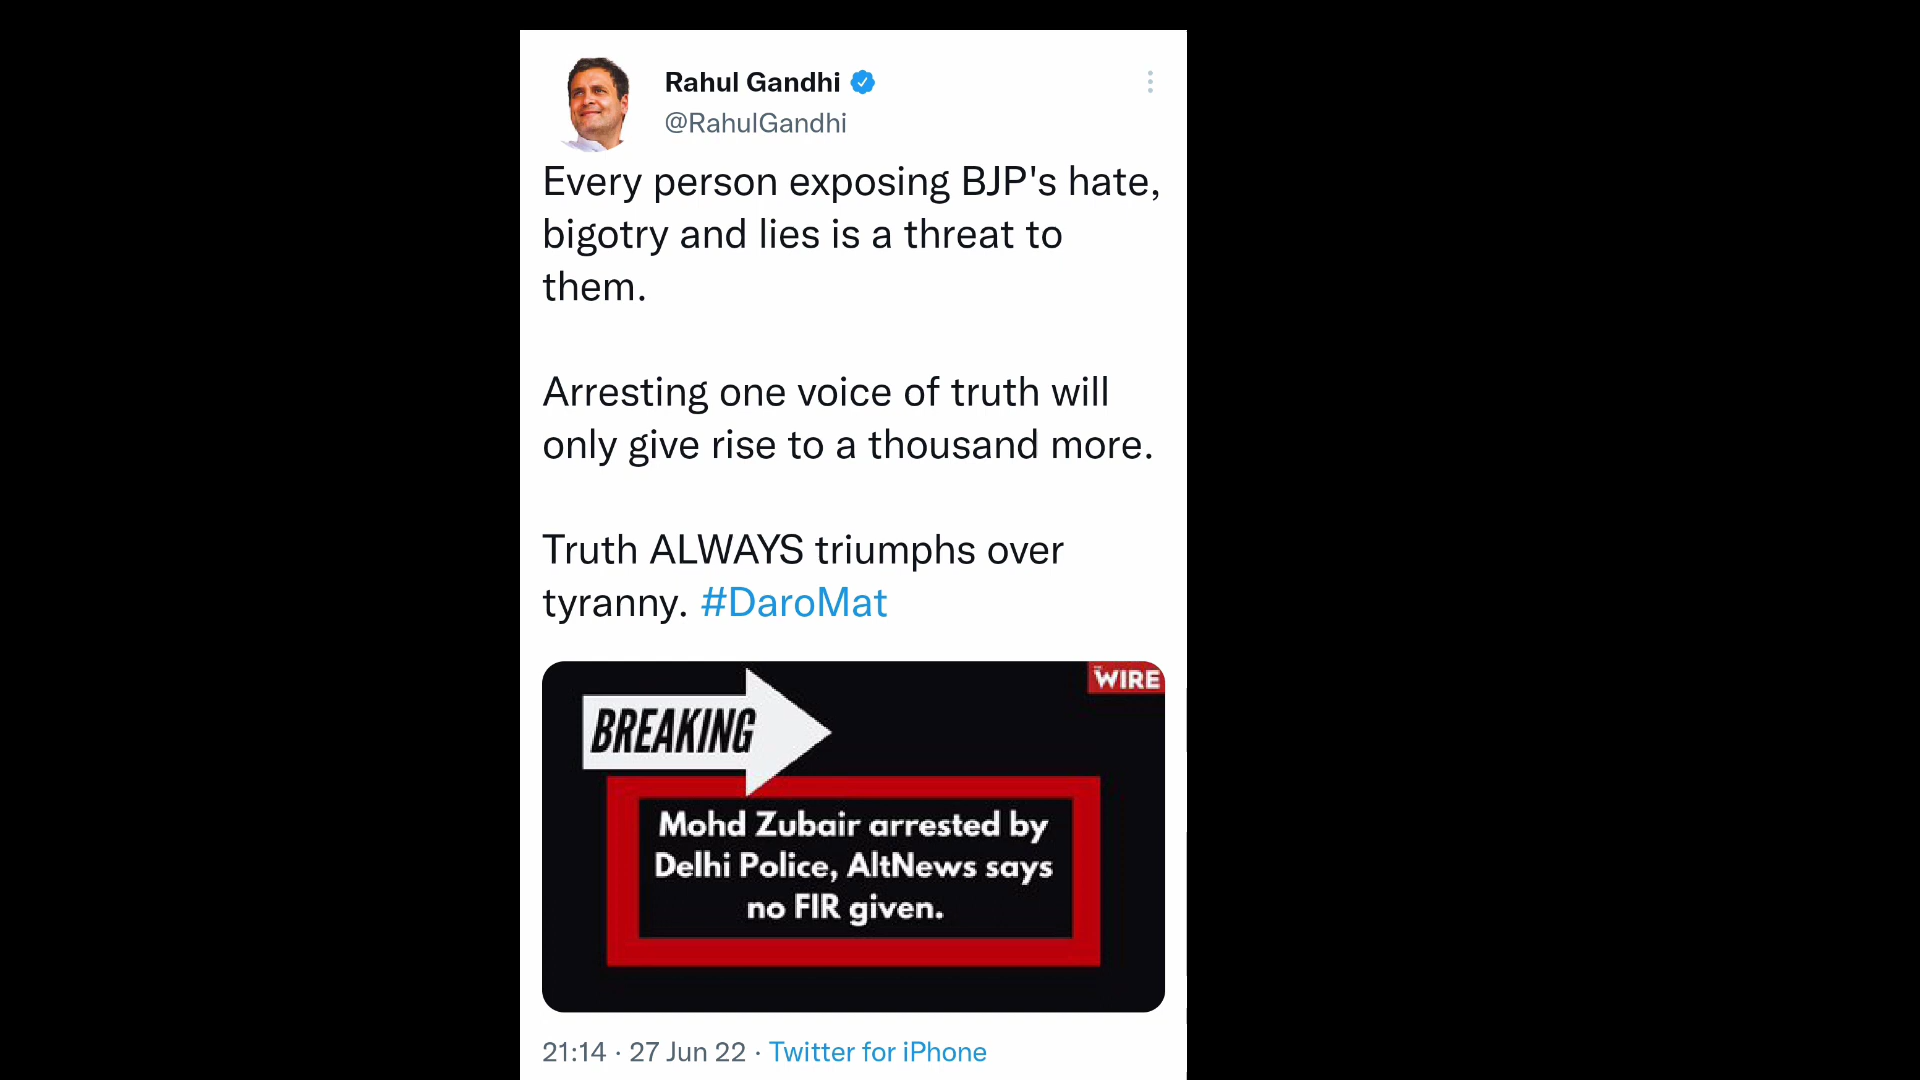 Rahul Gandhi
@RahulGandhi
Every person exposing BJP's hate,
bigotry and lies is a threat to
them.
Arresting one voice of truth will
only give rise to a thousand more.
Truth ALWAYS triumphs over
tyranny. #DaroMat
THE
WIRE
BREAKING
Mohd Zubair arrested by
Delhi Police, AltNews says
no FIR given.
21:14 · 27 Jun 22 · Twitter for iPhone